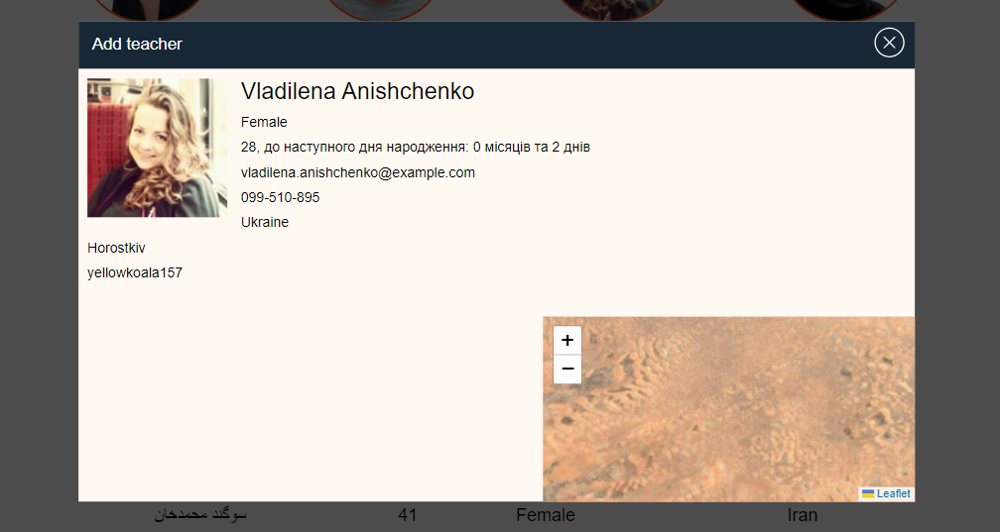 Add teacher
Vladilena Anishchenko
Female
28, до наступного дня народження: 0 місяців та 2 днів
vladilena.anishchenko@example.com
099-510-895
Ukraine
Horostkiv
yellowkoala157
+
−
Leaflet
سوگند محمدخان 41 Female Iran